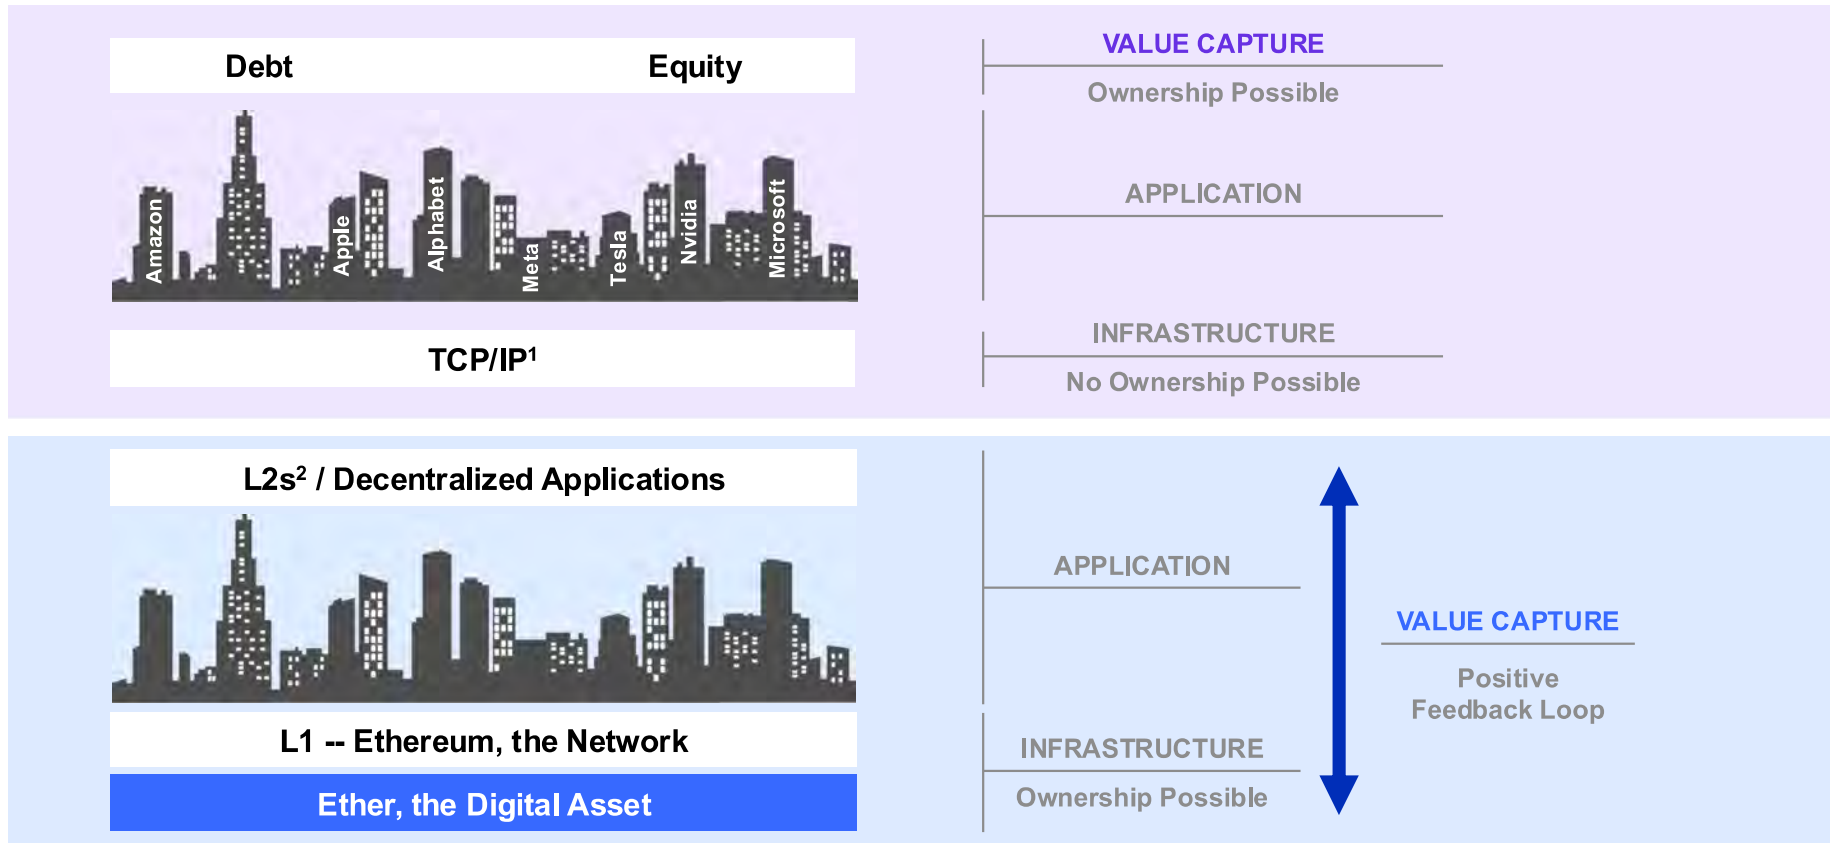 Debt
Equity
VALUE CAPTURE
Ownership Possible
Amazon
Apple
Alphabet
Meta
Tesla
Nvidia
Microsoft
APPLICATION
TCP/IP¹
INFRASTRUCTURE
No Ownership Possible
L2s² / Decentralized Applications
APPLICATION
VALUE CAPTURE
Positive
Feedback Loop
L1 -- Ethereum, the Network
Ether, the Digital Asset
INFRASTRUCTURE
Ownership Possible